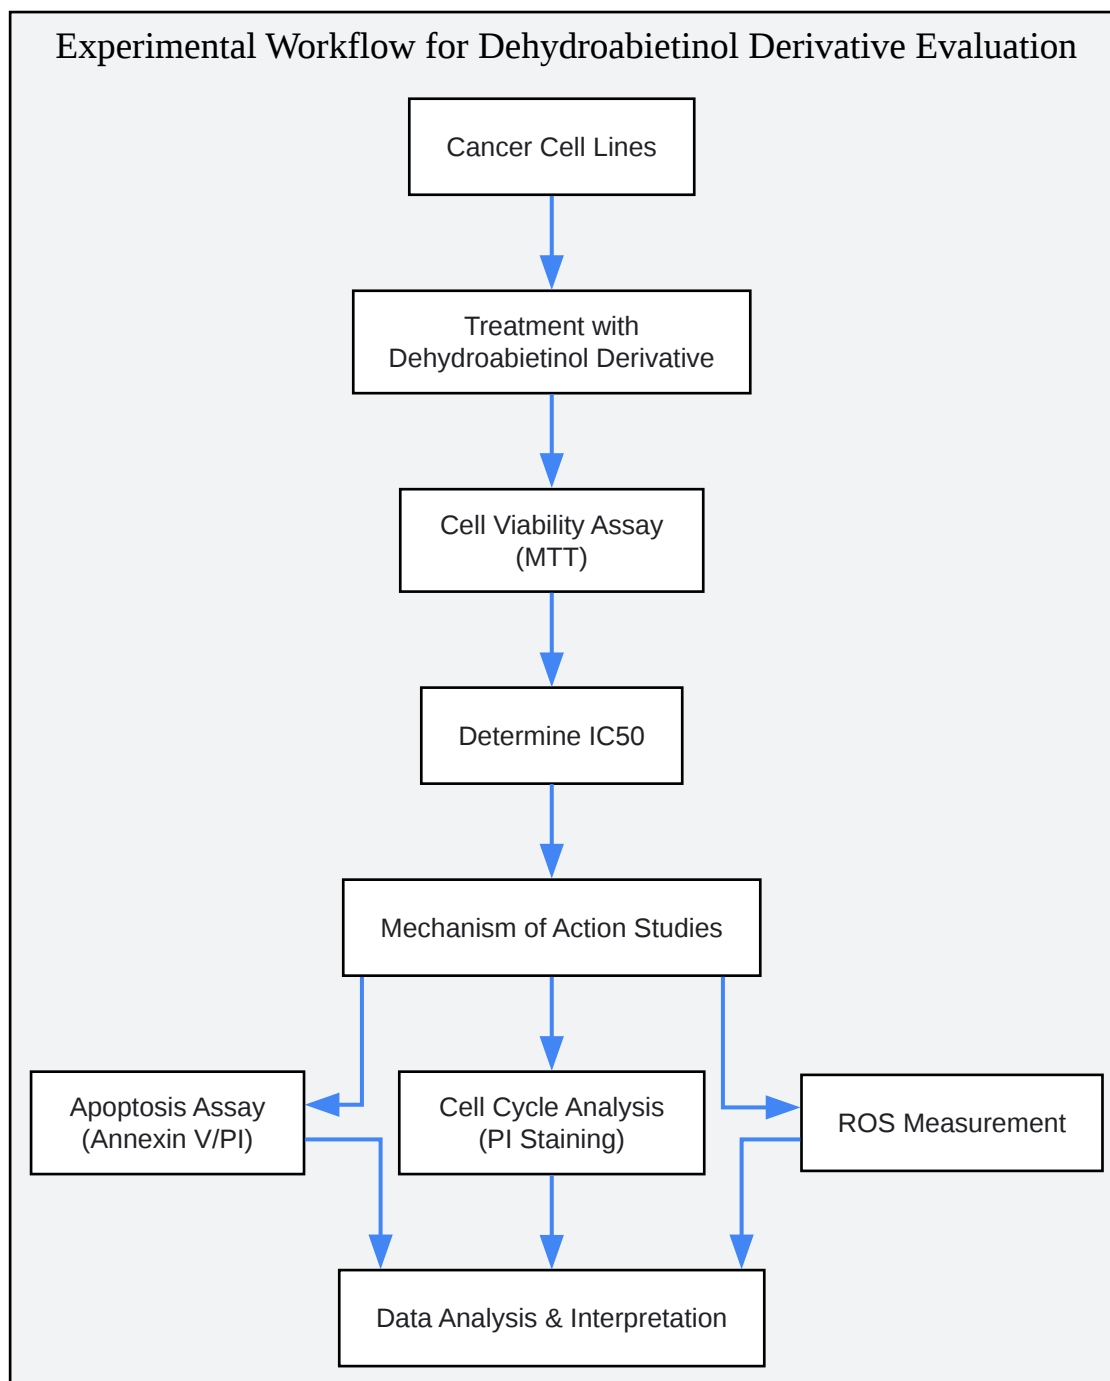 Experimental Workflow for Dehydroabietinol Derivative Evaluation
Cancer Cell Lines
Treatment with
Dehydroabietinol Derivative
Cell Viability Assay
(MTT)
Determine IC50
Mechanism of Action Studies
Apoptosis Assay
(Annexin V/PI)
Cell Cycle Analysis
(PI Staining)
ROS Measurement
Data Analysis & Interpretation